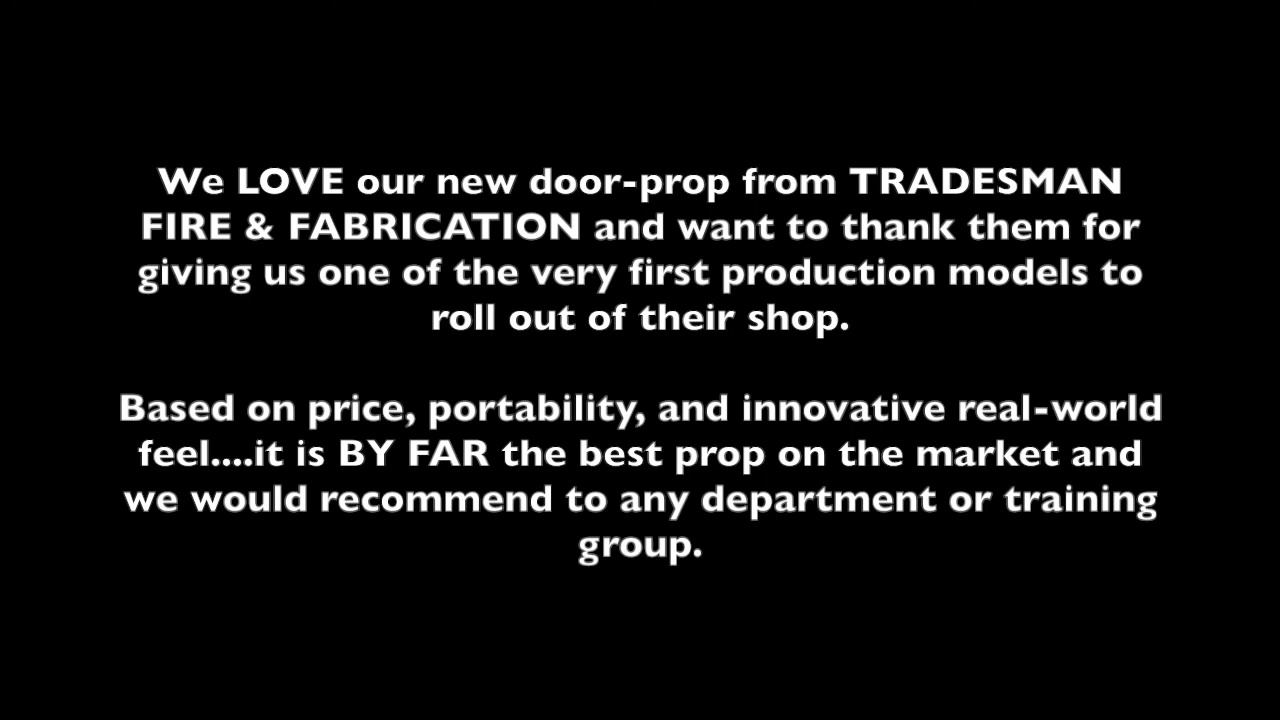 We LOVE our new door-prop from TRADESMAN
FIRE & FABRICATION and want to thank them for
giving us one of the very first production models to
roll out of their shop.
Based on price, portability, and innovative real-world
feel....it is BY FAR the best prop on the market and
we would recommend to any department or training
group.